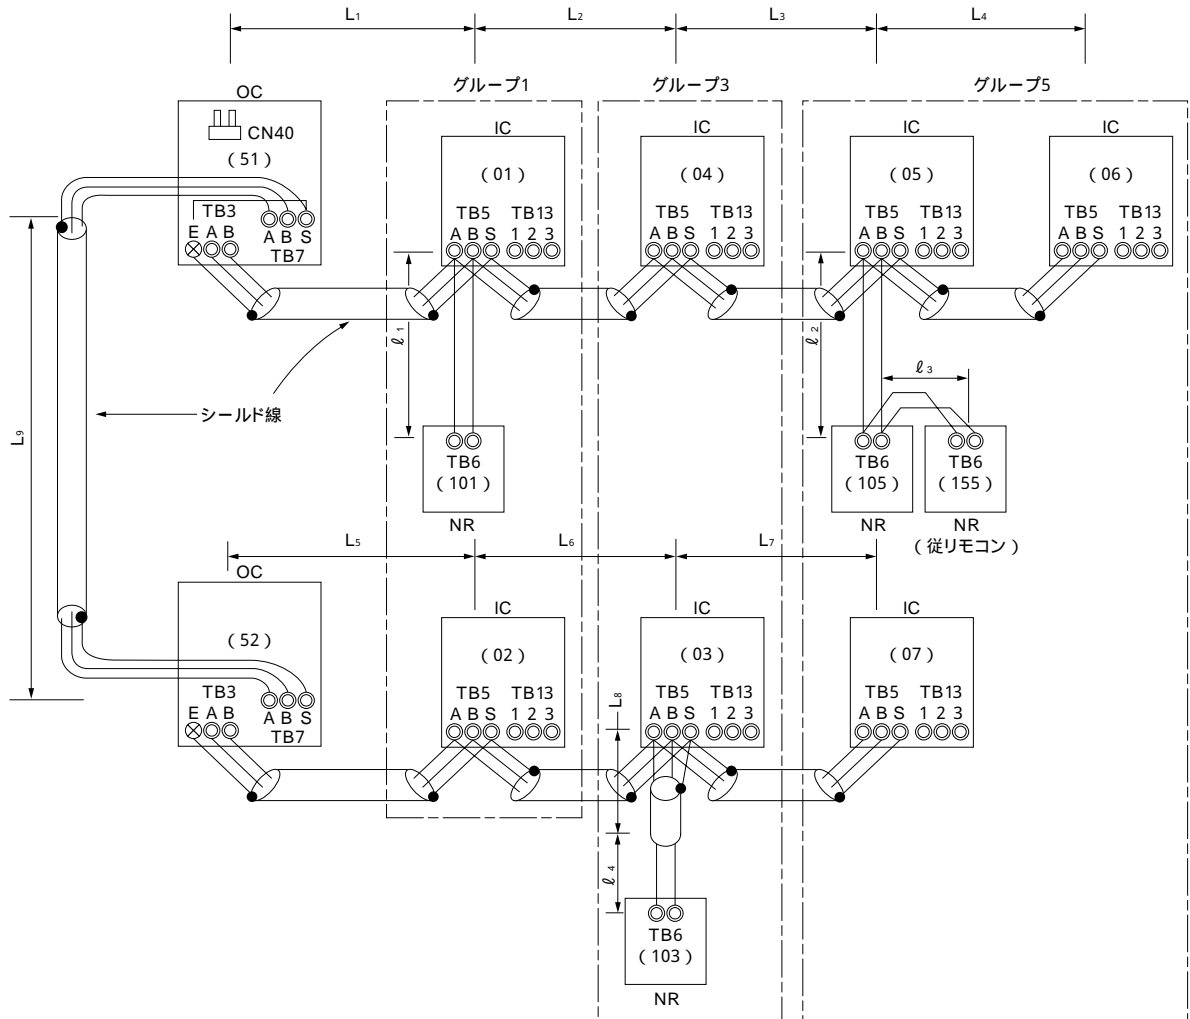 L1 L2 L3 L4
グループ1 グループ3 グループ5
OC
CN40
(51)
TB3
E A B
A B S
TB7
IC
(01)
TB5 TB13
A B S 1 2 3
IC
(04)
TB5 TB13
A B S 1 2 3
IC
(05)
TB5 TB13
A B S 1 2 3
IC
(06)
TB5 TB13
A B S 1 2 3
ℓ1
ℓ2
ℓ3
L9
シールド線
TB6
(101)
NR
TB6
(105)
NR
TB6
(155)
NR
(従リモコン)
L5 L6 L7
OC
(52)
TB3
E A B
A B S
TB7
IC
(02)
TB5 TB13
A B S 1 2 3
IC
(03)
TB5 TB13
A B S 1 2 3
IC
(07)
TB5 TB13
A B S 1 2 3
L8
ℓ4
TB6
(103)
NR